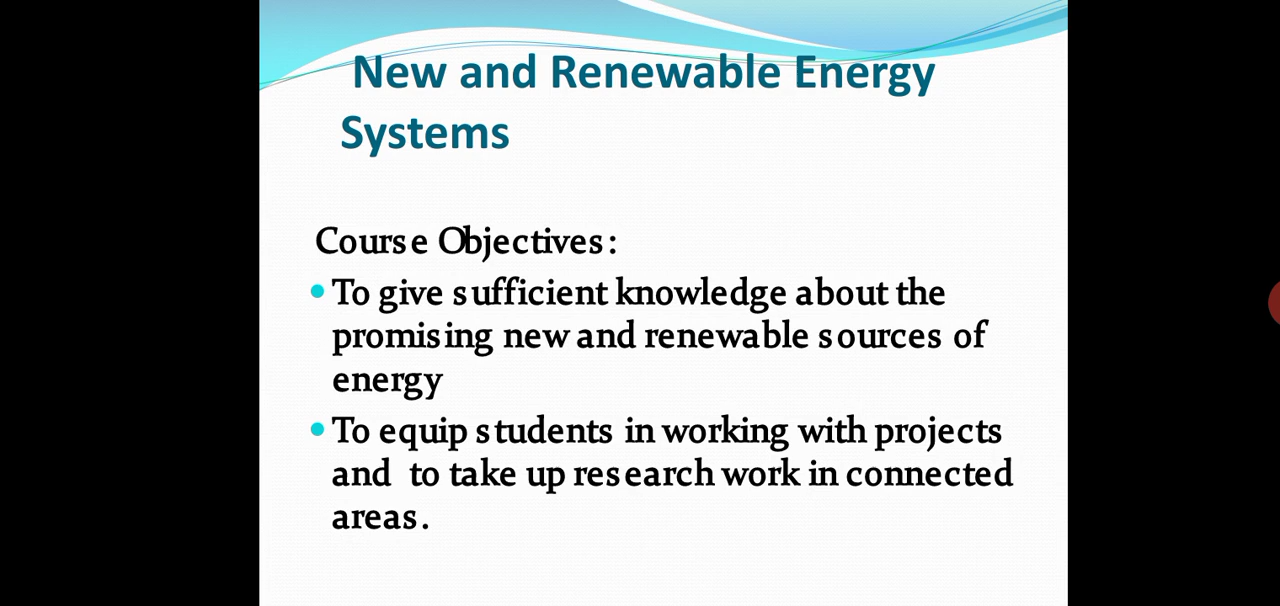 New and Renewable Energy
Systems
Course Objectives:
• To give sufficient knowledge about the
promising new and renewable sources of
energy
• To equip students in working with projects
and to take up research work in connected
areas.